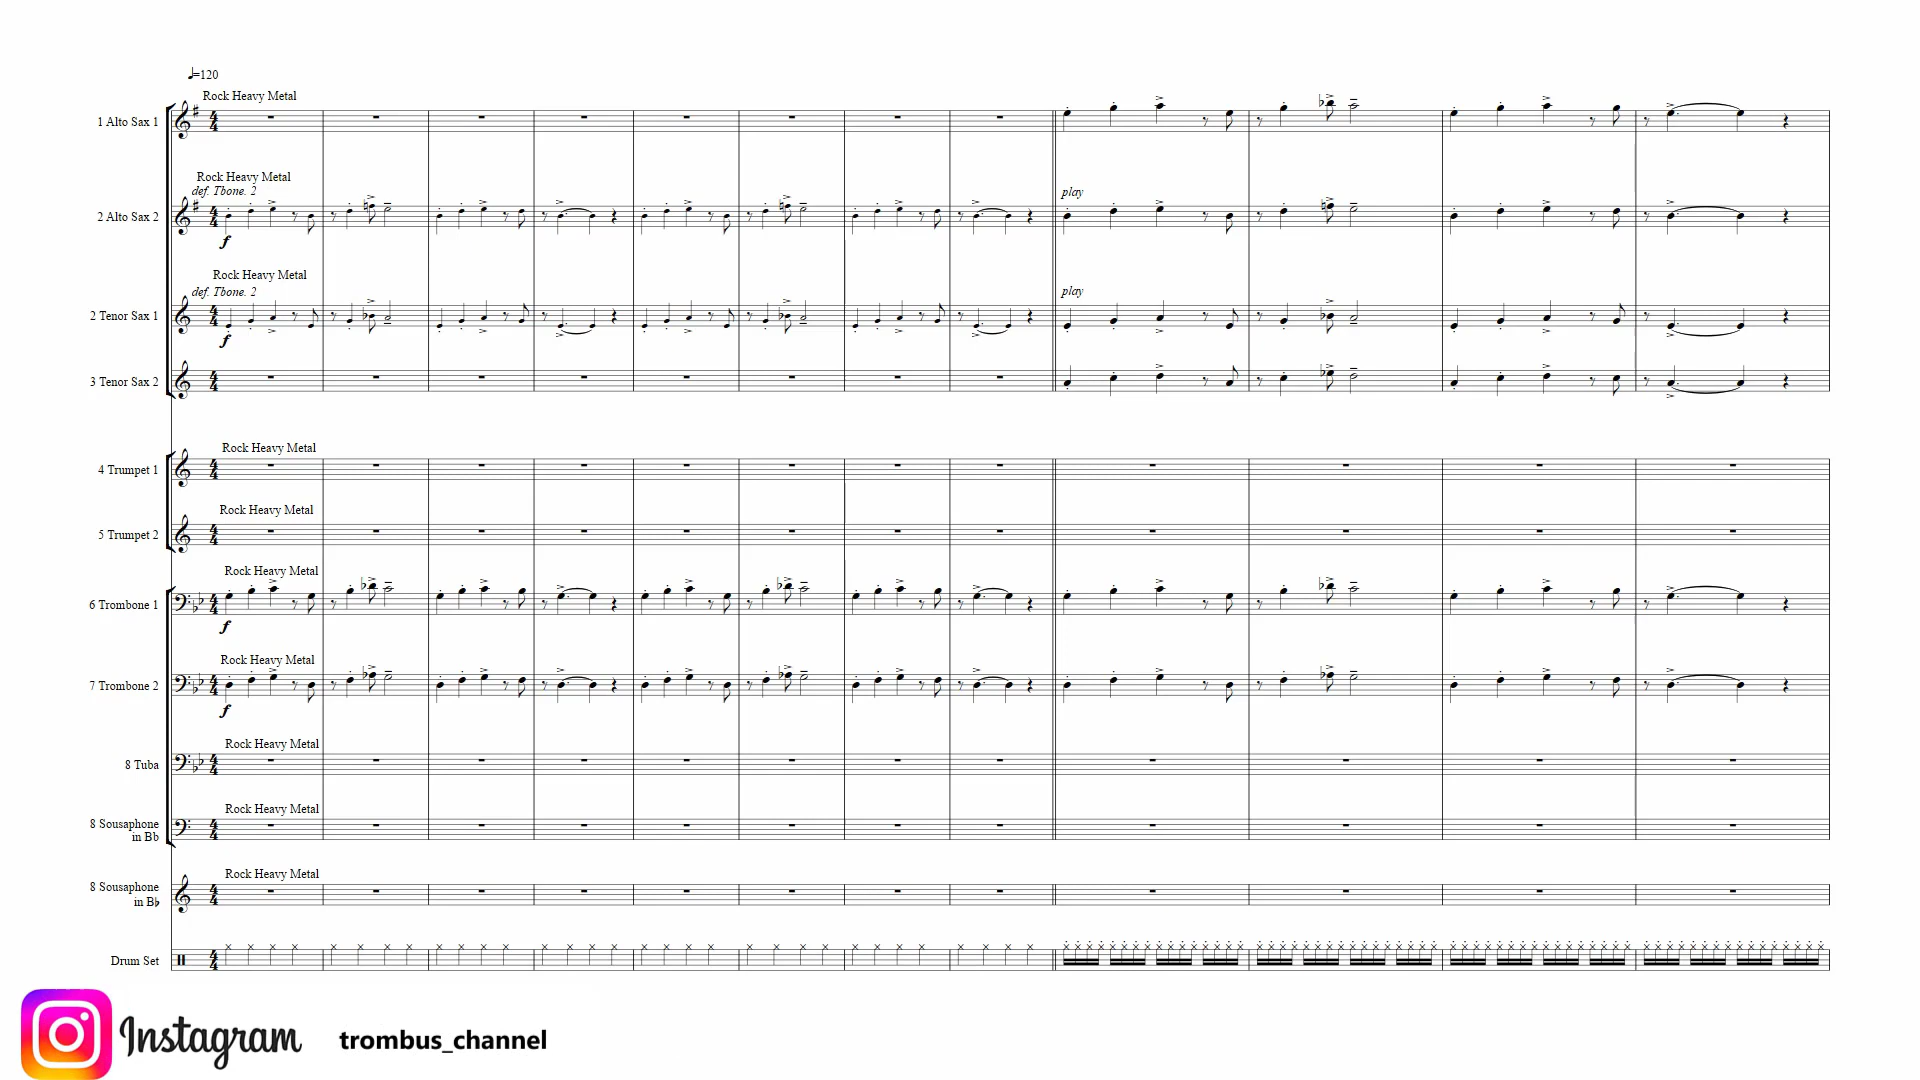 ♩=120
Rock Heavy Metal
1 Alto Sax 1
Rock Heavy Metal
def. Tbone. 2
play
2 Alto Sax 2
f
Rock Heavy Metal
def. Tbone. 2
play
2 Tenor Sax 1
f
3 Tenor Sax 2
Rock Heavy Metal
4 Trumpet 1
Rock Heavy Metal
5 Trumpet 2
Rock Heavy Metal
6 Trombone 1
f
Rock Heavy Metal
7 Trombone 2
f
Rock Heavy Metal
8 Tuba
Rock Heavy Metal
8 Sousaphone
in Bb
Rock Heavy Metal
8 Sousaphone
in B♭
Drum Set
Instagram trombus_channel